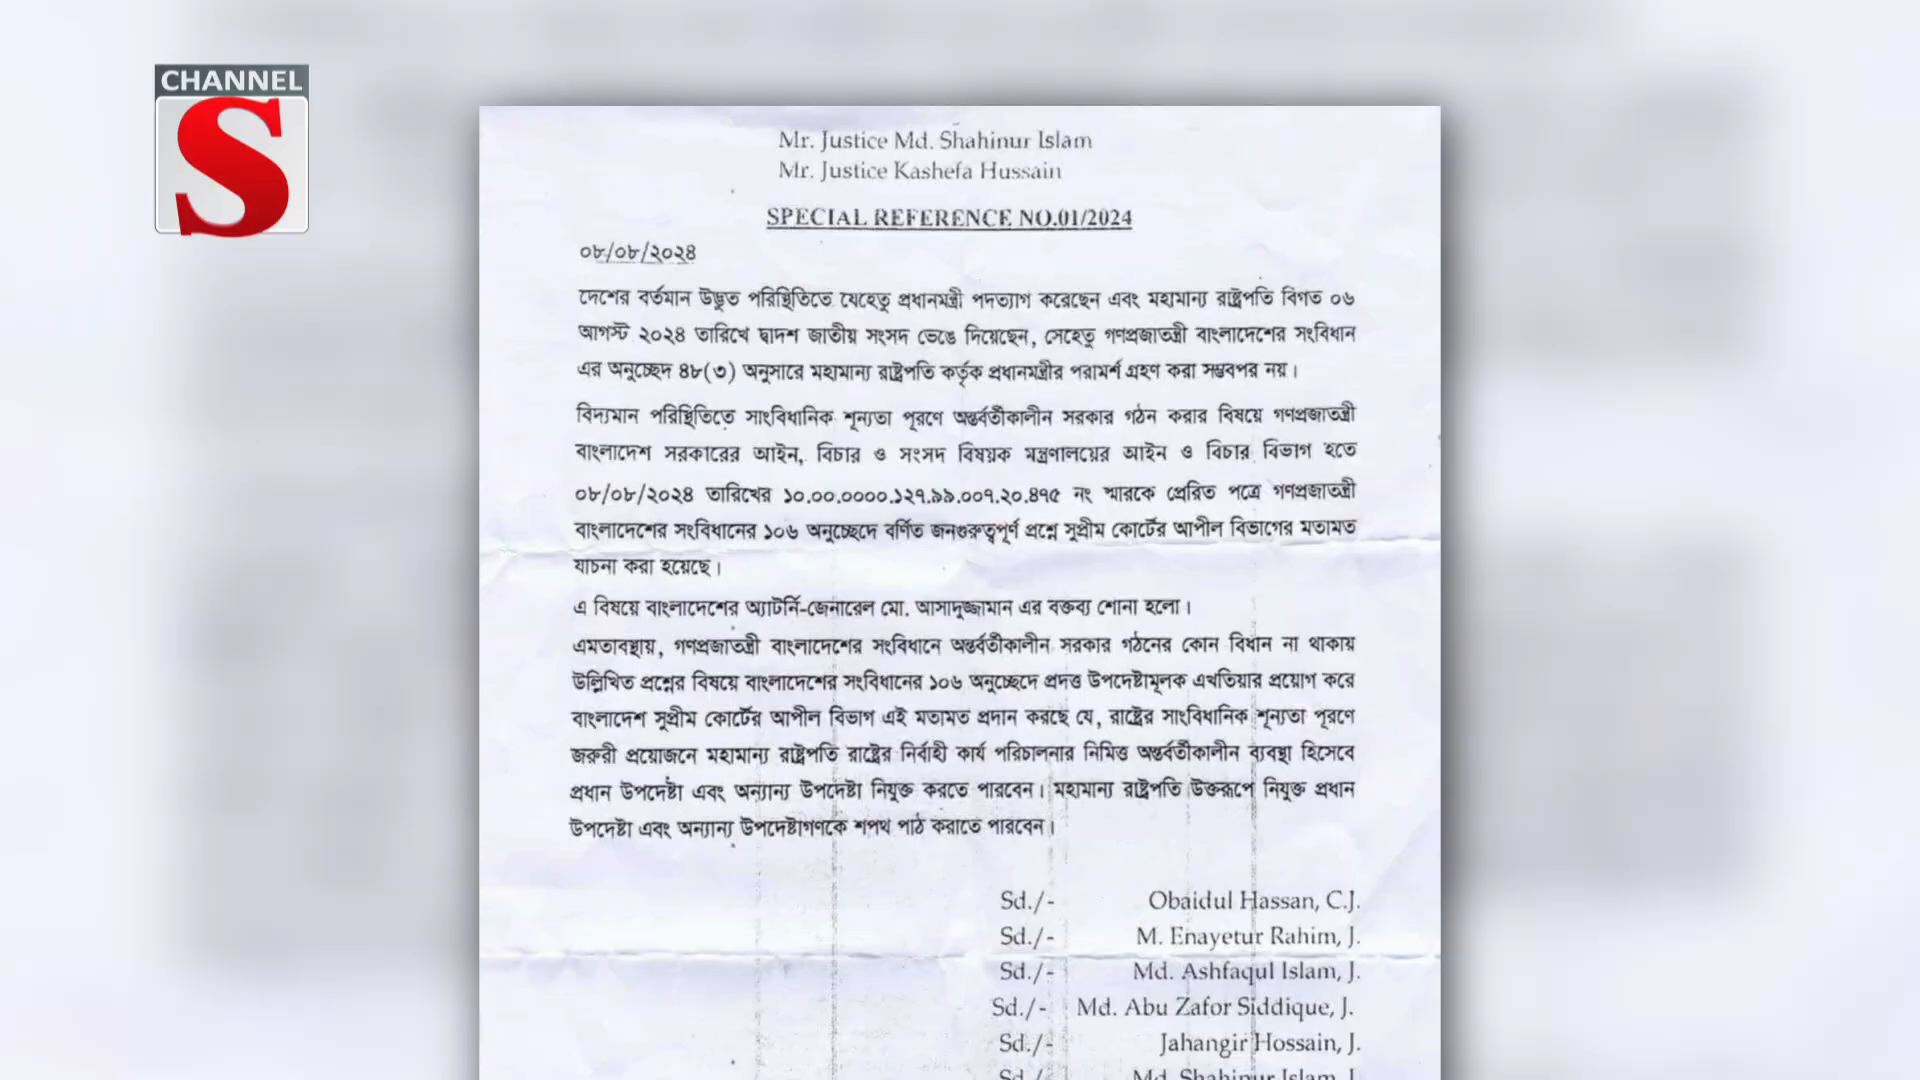 CHANNEL
S
Mr. Justice Md. Shahinur Islam
Mr. Justice Kashefa Hussain
SPECIAL REFERENCE NO.01/2024
০৮/০৮/২০২৪
দেশের বর্তমান উদ্ভুত পরিস্থিতিতে যেহেতু প্রধানমন্ত্রী পদত্যাগ করেছেন এবং মহামান্য রাষ্ট্রপতি বিগত ০৬
আগস্ট ২০২৪ তারিখে দ্বাদশ জাতীয় সংসদ ভেঙে দিয়েছেন, সেহেতু গণপ্রজাতন্ত্রী বাংলাদেশের সংবিধান
এর অনুচ্ছেদ ৪৮(৩) অনুসারে মহামান্য রাষ্ট্রপতি কর্তৃক প্রধানমন্ত্রীর পরামর্শ গ্রহণ করা সম্ভবপর নয়।
বিদ্যমান পরিস্থিতিতে সাংবিধানিক শূন্যতা পূরণে অন্তর্বর্তীকালীন সরকার গঠন করার বিষয়ে গণপ্রজাতন্ত্রী
বাংলাদেশ সরকারের আইন, বিচার ও সংসদ বিষয়ক মন্ত্রণালয়ের আইন ও বিচার বিভাগ হতে
০৮/০৮/২০২৪ তারিখের ১০.০০.০০০০.১২৭.৯৯.০০৭.২০.৪৭৫ নং স্মারকে প্রেরিত পত্রে গণপ্রজাতন্ত্রী
বাংলাদেশের সংবিধানের ১০৬ অনুচ্ছেদে বর্ণিত জনগুরুত্বপূর্ণ প্রশ্নে সুপ্রীম কোর্টের আপীল বিভাগের মতামত
যাচনা করা হয়েছে।
এ বিষয়ে বাংলাদেশের অ্যাটর্নি-জেনারেল মো. আসাদুজ্জামান এর বক্তব্য শোনা হলো।
এমতাবস্থায়, গণপ্রজাতন্ত্রী বাংলাদেশের সংবিধানে অন্তর্বর্তীকালীন সরকার গঠনের কোন বিধান না থাকায়
উল্লিখিত প্রশ্নের বিষয়ে বাংলাদেশের সংবিধানের ১০৬ অনুচ্ছেদে প্রদত্ত উপদেষ্টামূলক এখতিয়ার প্রয়োগ করে
বাংলাদেশ সুপ্রীম কোর্টের আপীল বিভাগ এই মতামত প্রদান করছে যে, রাষ্ট্রের সাংবিধানিক শূন্যতা পূরণে
জরুরী প্রয়োজনে মহামান্য রাষ্ট্রপতি রাষ্ট্রের নির্বাহী কার্য পরিচালনার নিমিত্ত অন্তর্বর্তীকালীন ব্যবস্থা হিসেবে
প্রধান উপদেষ্টা এবং অন্যান্য উপদেষ্টা নিযুক্ত করতে পারবেন। মহামান্য রাষ্ট্রপতি উক্তরূপে নিযুক্ত প্রধান
উপদেষ্টা এবং অন্যান্য উপদেষ্টাগণকে শপথ পাঠ করাতে পারবেন।
Sd./- Obaidul Hassan, C.J.
Sd./- M. Enayetur Rahim, J.
Sd./- Md. Ashfaqul Islam, J.
Sd./- Md. Abu Zafor Siddique, J.
Sd./- Jahangir Hossain, J.
Sd./- Md. Shahinur Islam, J.